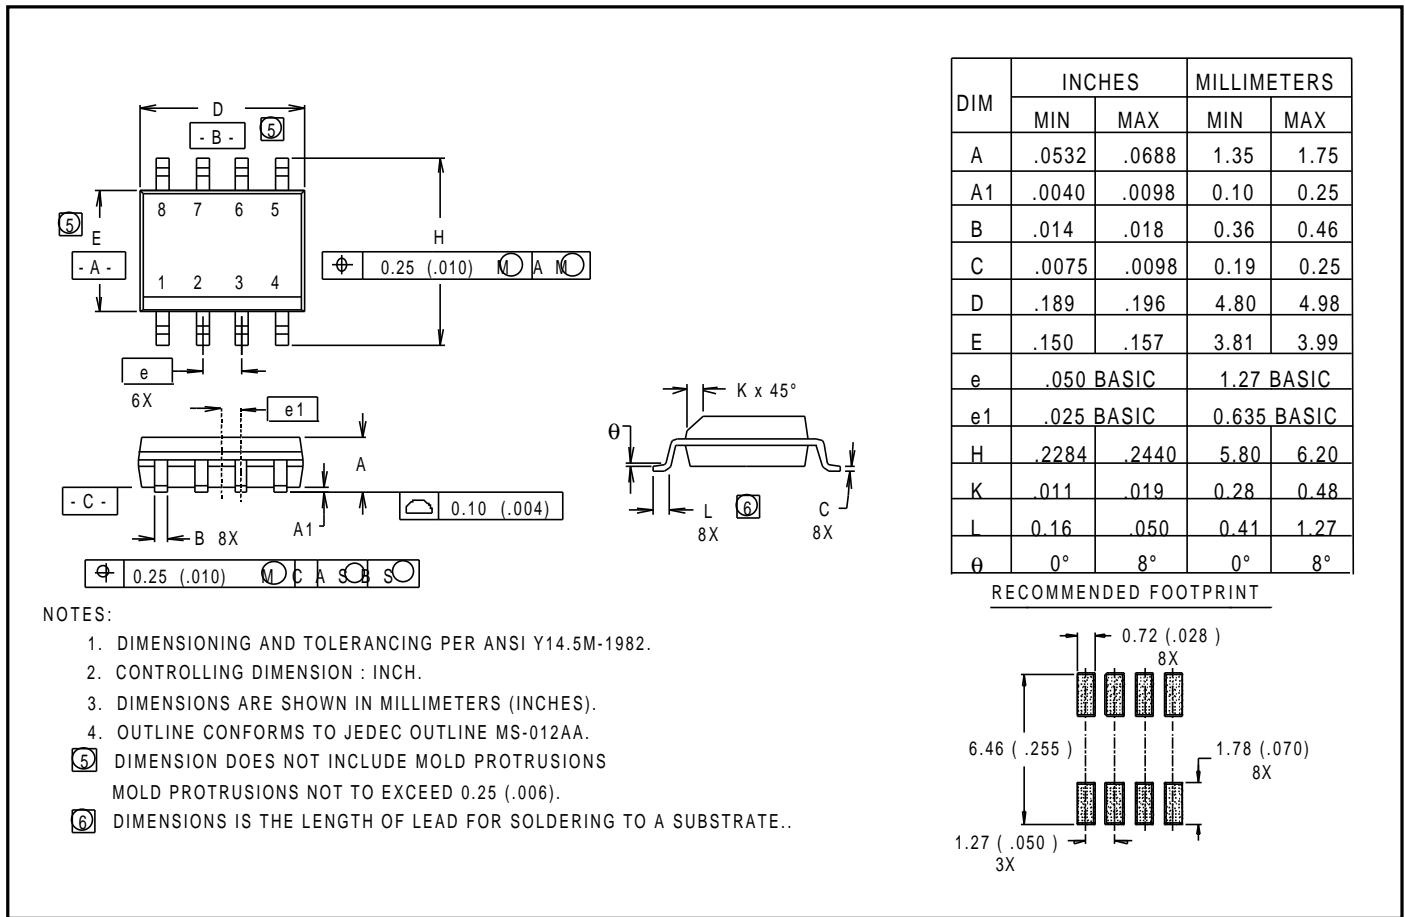 D
- B -
5
8 7 6 5
5
E
- A -
H
0.25 (.010) M A M
1 2 3 4
e
6X
e1
A
- C -
0.10 (.004)
B 8X
A1
0.25 (.010) M C A S B S
K x 45°
θ
L
8X
6
C
8X
DIM INCHES MILLIMETERS
MIN MAX MIN MAX
A .0532 .0688 1.35 1.75
A1 .0040 .0098 0.10 0.25
B .014 .018 0.36 0.46
C .0075 .0098 0.19 0.25
D .189 .196 4.80 4.98
E .150 .157 3.81 3.99
e .050 BASIC 1.27 BASIC
e1 .025 BASIC 0.635 BASIC
H .2284 .2440 5.80 6.20
K .011 .019 0.28 0.48
L 0.16 .050 0.41 1.27
θ 0° 8° 0° 8°
RECOMMENDED FOOTPRINT
0.72 (.028 )
8X
6.46 ( .255 )
1.78 (.070)
8X
1.27 ( .050 )
3X
NOTES:
1. DIMENSIONING AND TOLERANCING PER ANSI Y14.5M-1982.
2. CONTROLLING DIMENSION : INCH.
3. DIMENSIONS ARE SHOWN IN MILLIMETERS (INCHES).
4. OUTLINE CONFORMS TO JEDEC OUTLINE MS-012AA.
5 DIMENSION DOES NOT INCLUDE MOLD PROTRUSIONS
MOLD PROTRUSIONS NOT TO EXCEED 0.25 (.006).
6 DIMENSIONS IS THE LENGTH OF LEAD FOR SOLDERING TO A SUBSTRATE..